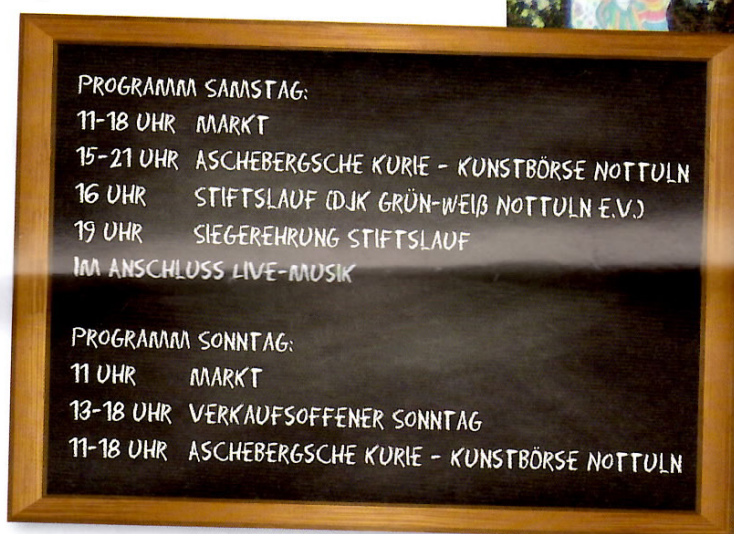 PROGRAMM SAMSTAG:
11-18 UHR MARKT
15-21 UHR ASCHEBERGSCHE KURIE - KUNSTBÖRSE NOTTULN
16 UHR STIFTSLAUF (DJK GRÜN-WEIß NOTTULN E.V.)
19 UHR SIEGEREHRUNG STIFTSLAUF
IM ANSCHLUSS LIVE-MUSIK
PROGRAMM SONNTAG:
11 UHR MARKT
13-18 UHR VERKAUFSOFFENER SONNTAG
11-18 UHR ASCHEBERGSCHE KURIE - KUNSTBÖRSE NOTTULN